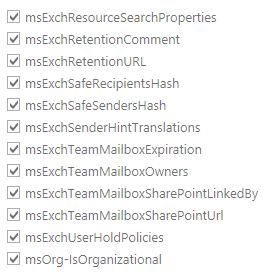 msExchResourceSearchProperties
msExchRetentionComment
msExchRetentionURL
msExchSafeRecipientsHash
msExchSafeSendersHash
msExchSenderHintTranslations
msExchTeamMailboxExpiration
msExchTeamMailboxOwners
msExchTeamMailboxSharePointLinkedBy
msExchTeamMailboxSharePointUrl
msExchUserHoldPolicies
msOrg-IsOrganizational